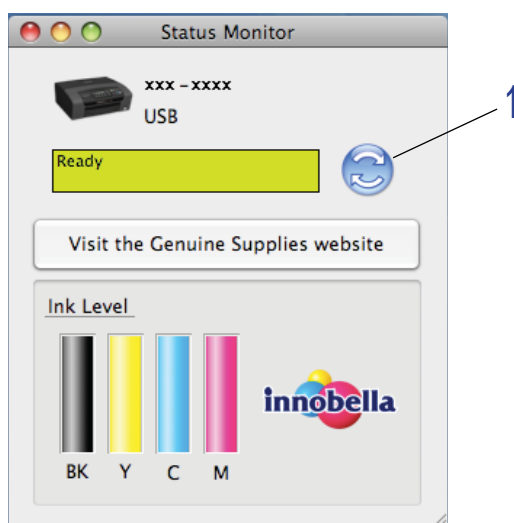 Status Monitor
xxx - xxxx
USB
1
Ready
Visit the Genuine Supplies website
Ink Level
innobella
BK Y C M